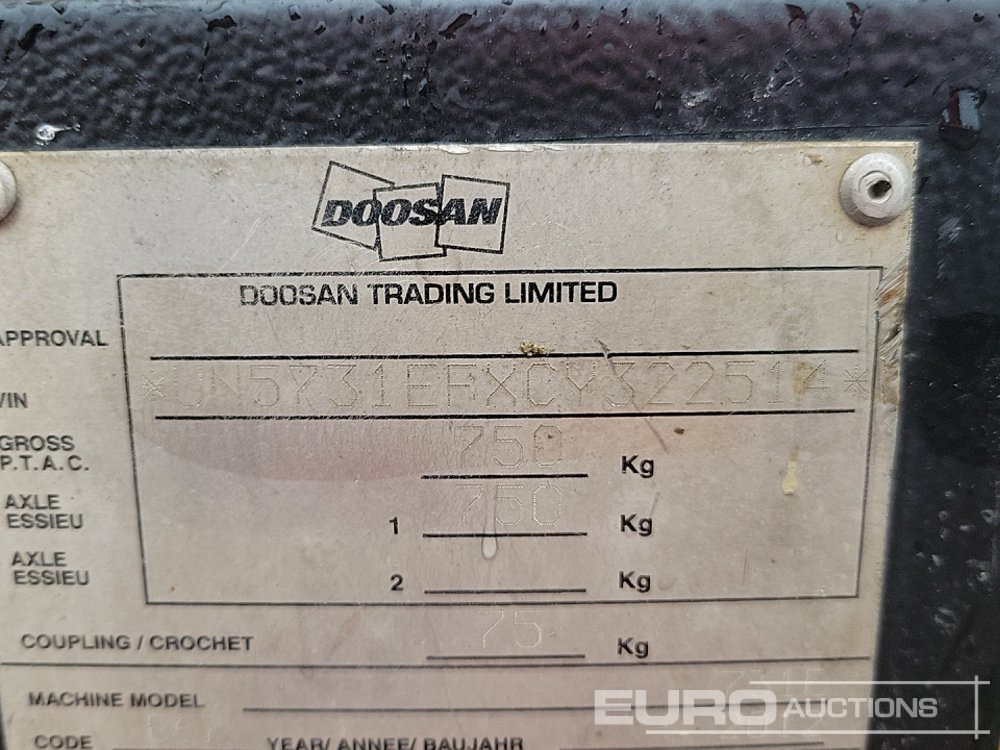 DOOSAN
DOOSAN TRADING LIMITED
APPROVAL
VIN *UN5731EFXCY322514*
GROSS 750 Kg
P.T.A.C.
AXLE
ESSIEU 1 750 Kg
AXLE
ESSIEU 2 Kg
COUPLING / CROCHET 75 Kg
MACHINE MODEL
CODE YEAR/ ANNEE/ BAUJAHR
EURO AUCTIONS